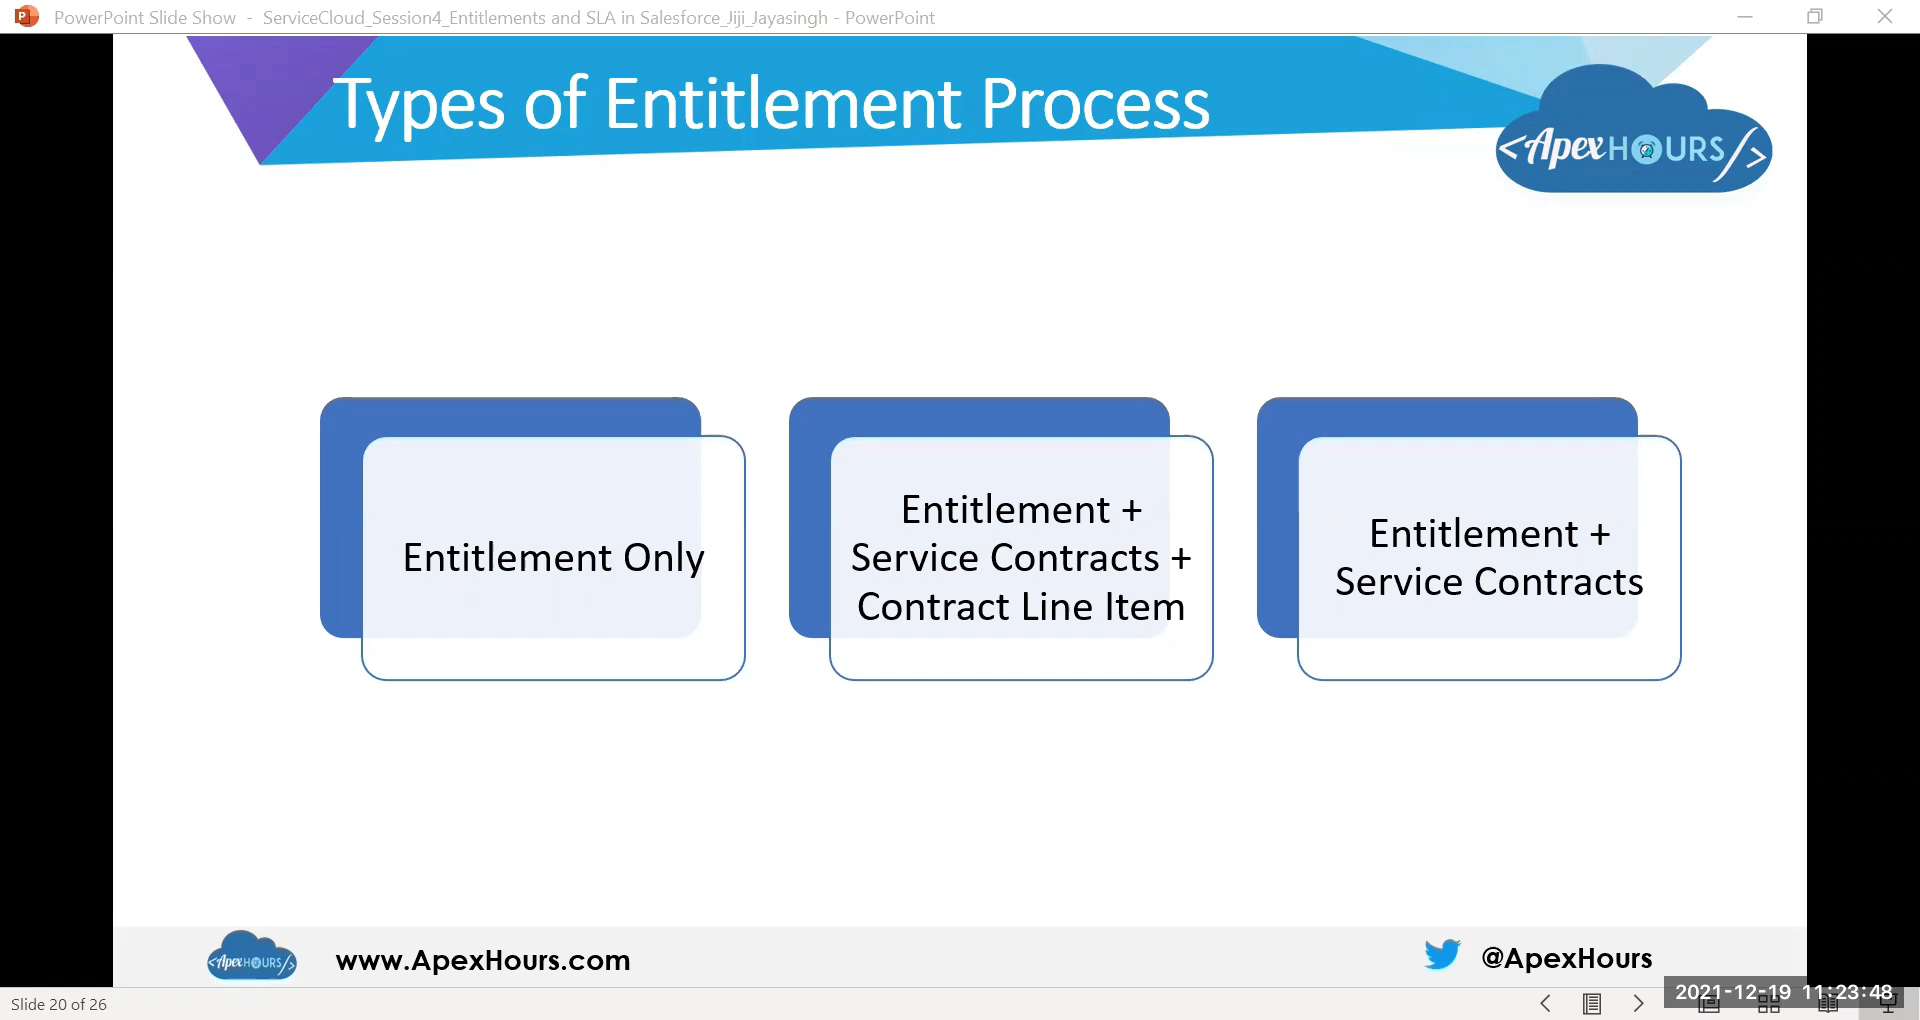 PowerPoint Slide Show - ServiceCloud_Session4_Entitlements and SLA in Salesforce_Jiji_Jayasingh - PowerPoint
Types of Entitlement Process
<ApexHOURS/>
Entitlement Only
Entitlement +
Service Contracts +
Contract Line Item
Entitlement +
Service Contracts
<ApexHOURS/>
www.ApexHours.com
@ApexHours
Slide 20 of 26
2021-12-19 11:23:48